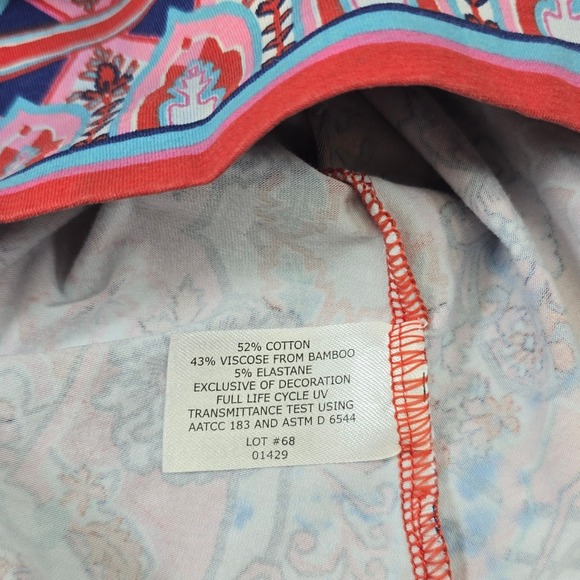 52% COTTON
43% VISCOSE FROM BAMBOO
5% ELASTANE
EXCLUSIVE OF DECORATION
FULL LIFE CYCLE UV
TRANSMITTANCE TEST USING
AATCC 183 AND ASTM D 6544
LOT #68
01429